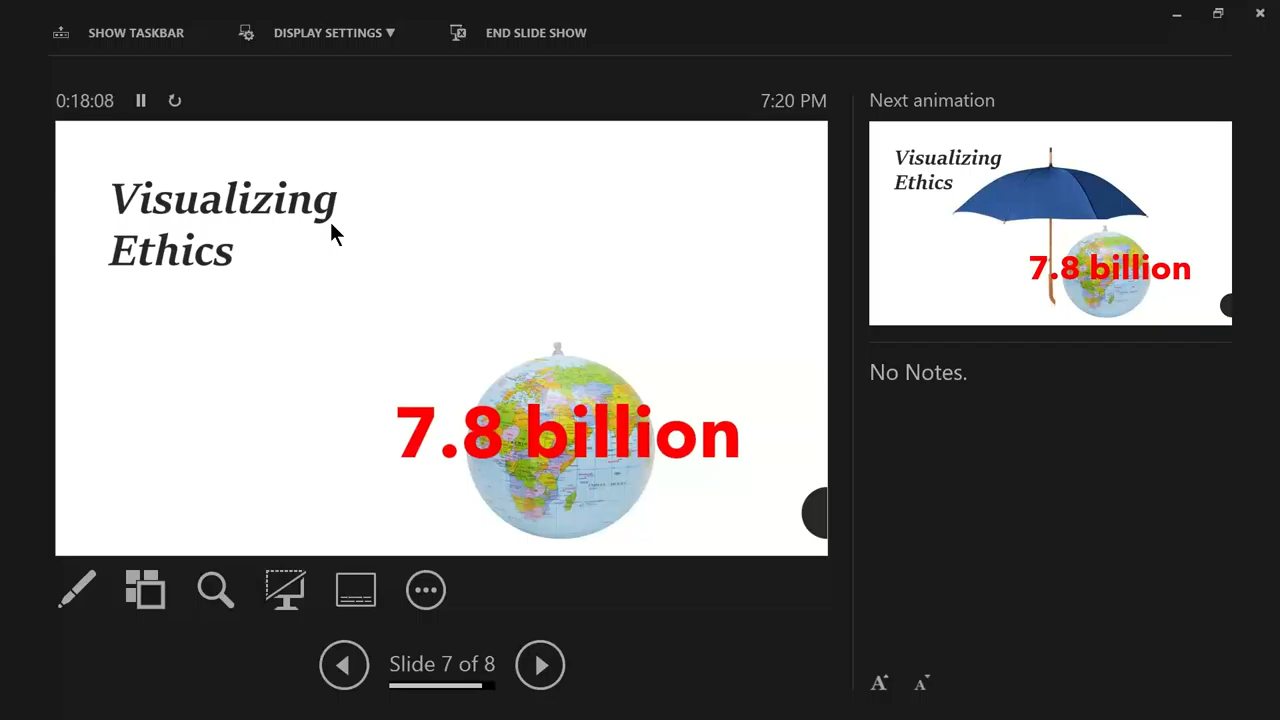 SHOW TASKBAR
DISPLAY SETTINGS ▼
END SLIDE SHOW
0:18:08
7:20 PM
Visualizing
Ethics
7.8 billion
Next animation
Visualizing
Ethics
7.8 billion
No Notes.
Slide 7 of 8
A A